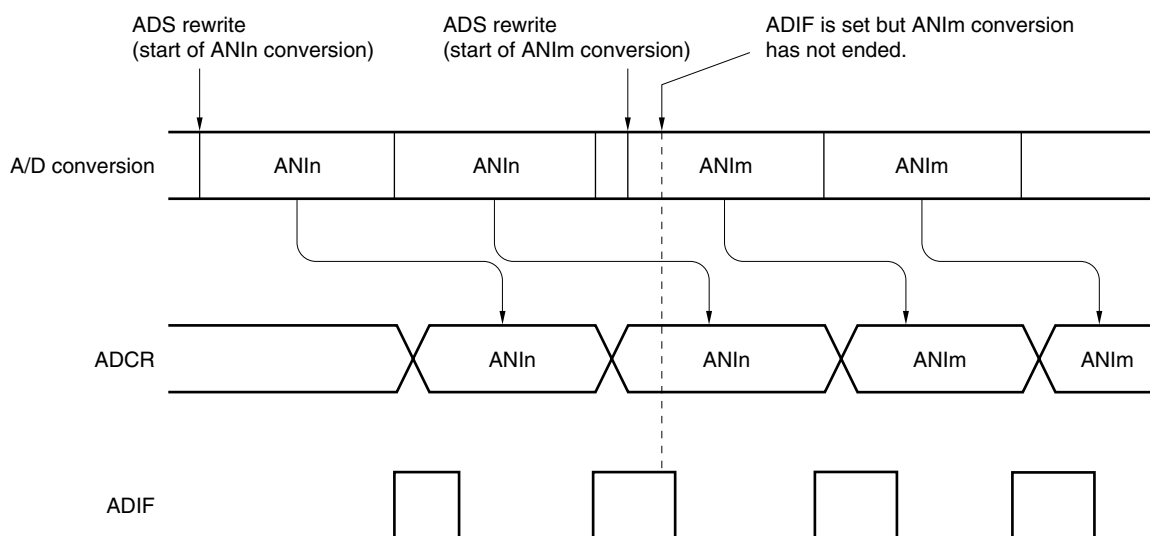 ADS rewrite
(start of ANIn conversion)
ADS rewrite
(start of ANIm conversion)
ADIF is set but ANIm conversion
has not ended.
A/D conversion
ANIn
ANIn
ANIm
ANIm
ADCR
ANIn
ANIn
ANIm
ANIm
ADIF